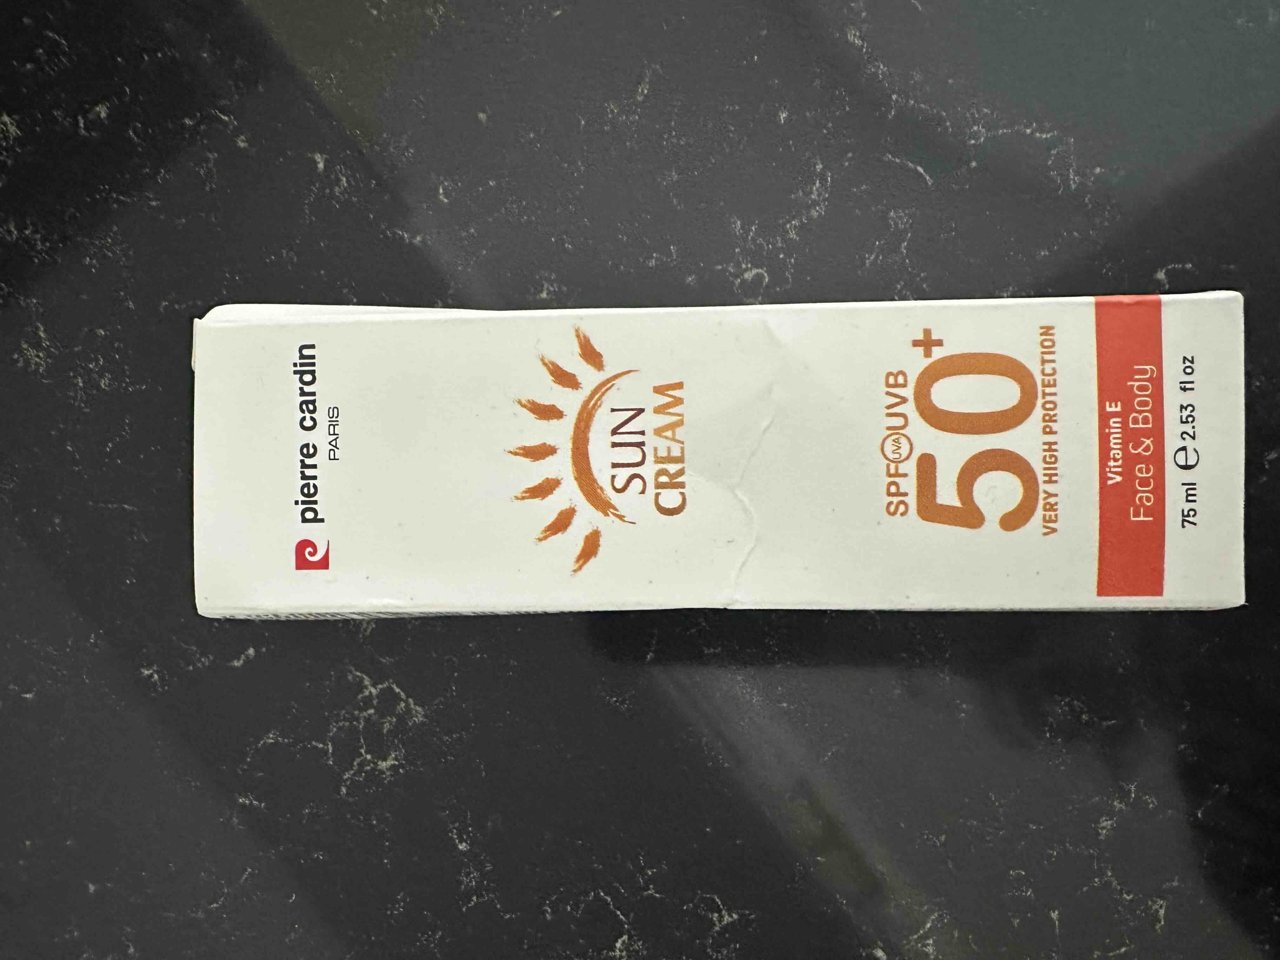 pierre cardin
PARIS
SUN
CREAM
SPF UVA UVB
50+
VERY HIGH PROTECTION
Vitamin E
Face & Body
75 ml ℮ 2.53 fl oz